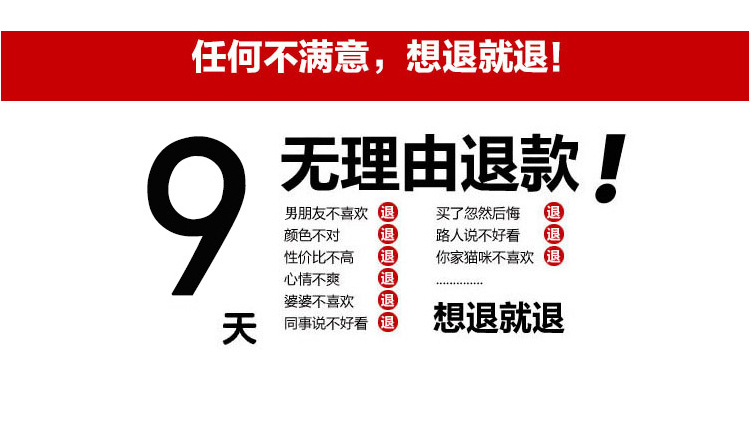 任何不满意，想退就退!
9天
无理由退款！
男朋友不喜欢 退
颜色不对 退
性价比不高 退
心情不爽 退
婆婆不喜欢 退
同事说不好看 退
买了忽然后悔 退
路人说不好看 退
你家猫咪不喜欢 退
..............
想退就退